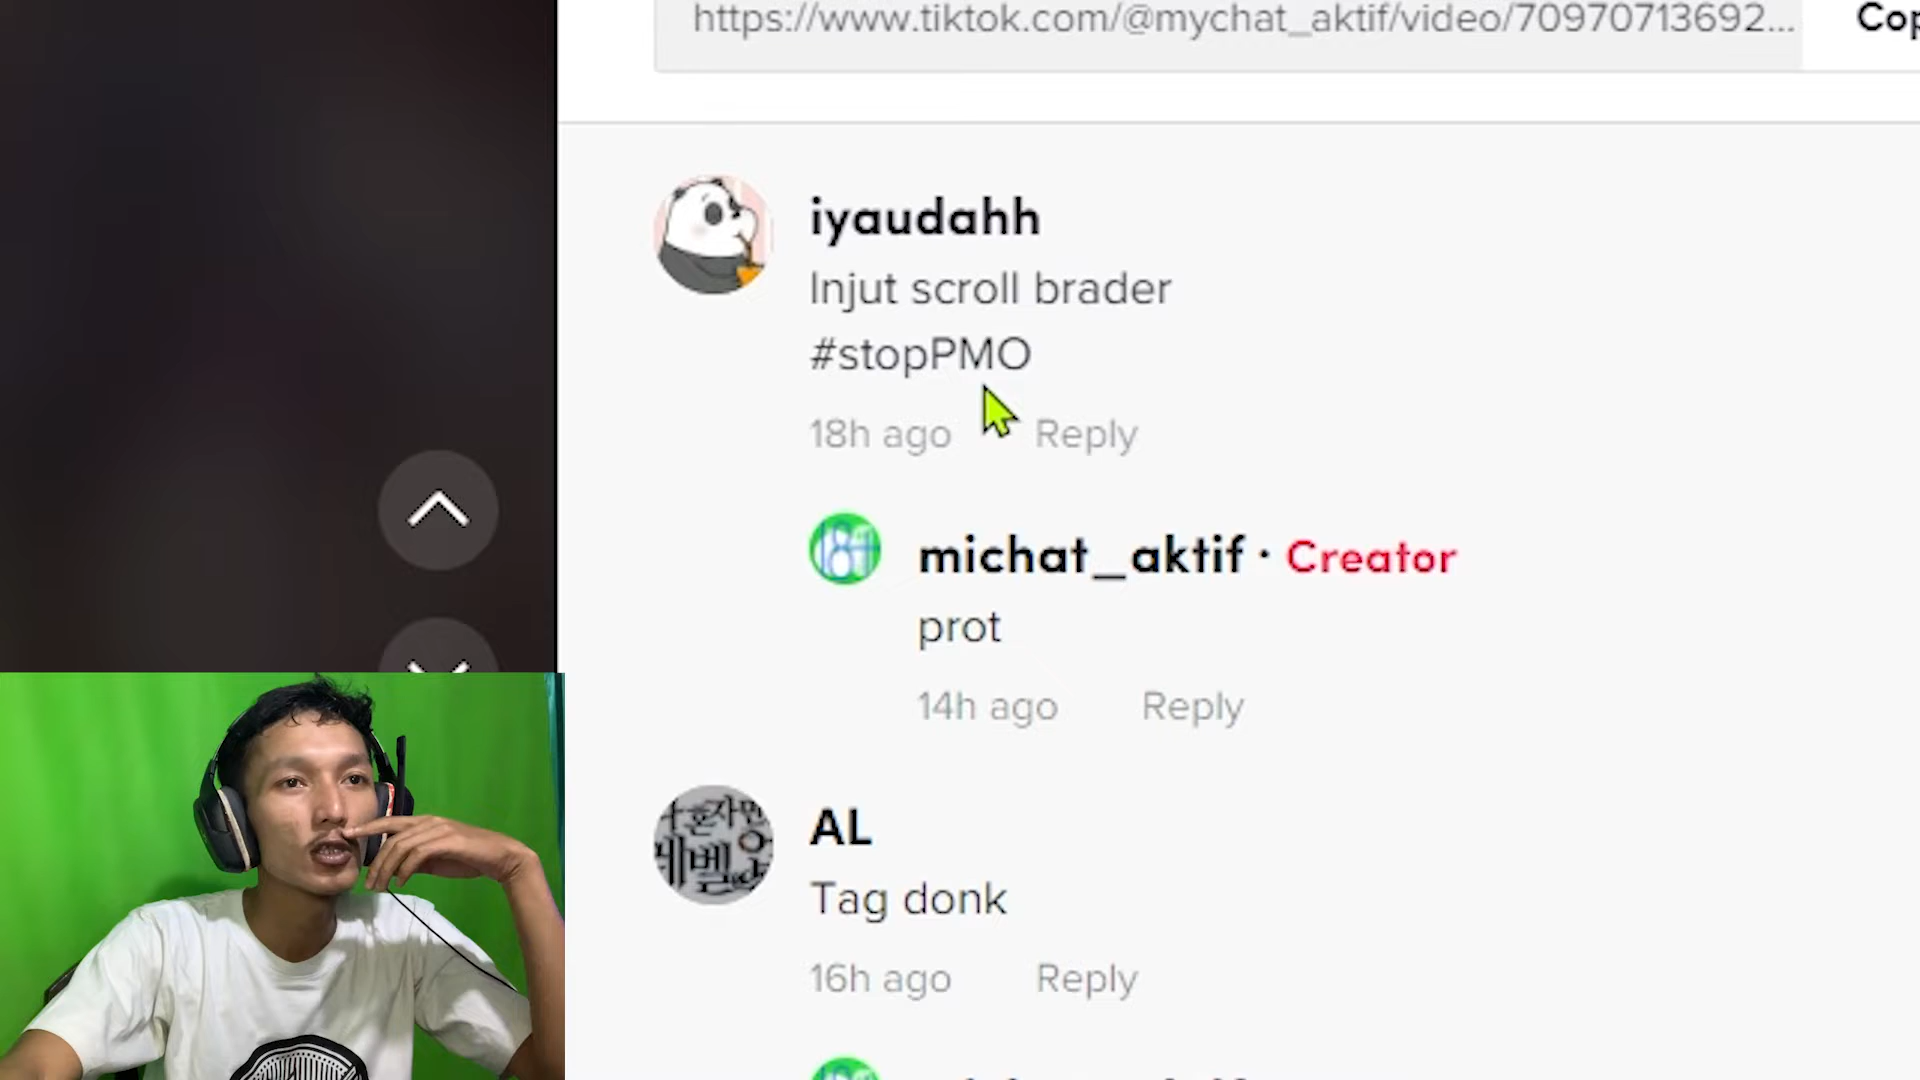 https://www.tiktok.com/@mychat_aktif/video/70970713692...
iyaudahh
lnjut scroll brader
#stopPMO
18h ago Reply
michat_aktif · Creator
prot
14h ago Reply
AL
Tag donk
16h ago Reply